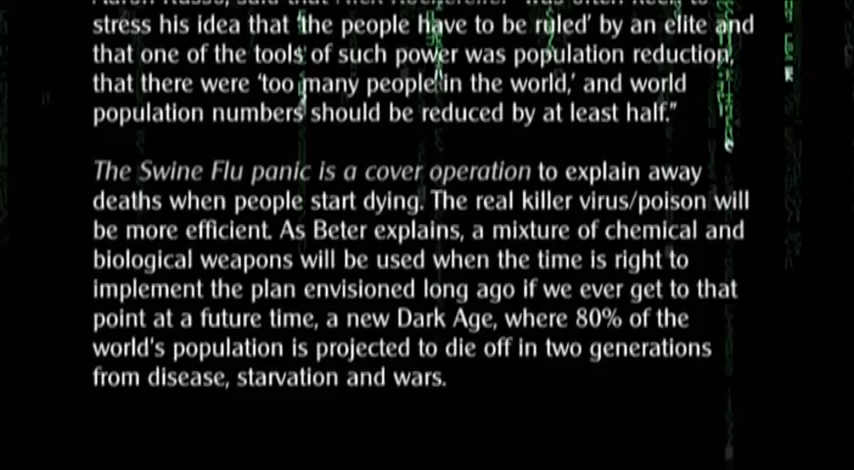 stress his idea that 'the people have to be ruled' by an elite and
that one of the tools of such power was population reduction,
that there were 'too many people in the world,' and world
population numbers should be reduced by at least half."
The Swine Flu panic is a cover operation to explain away
deaths when people start dying. The real killer virus/poison will
be more efficient. As Beter explains, a mixture of chemical and
biological weapons will be used when the time is right to
implement the plan envisioned long ago if we ever get to that
point at a future time, a new Dark Age, where 80% of the
world's population is projected to die off in two generations
from disease, starvation and wars.